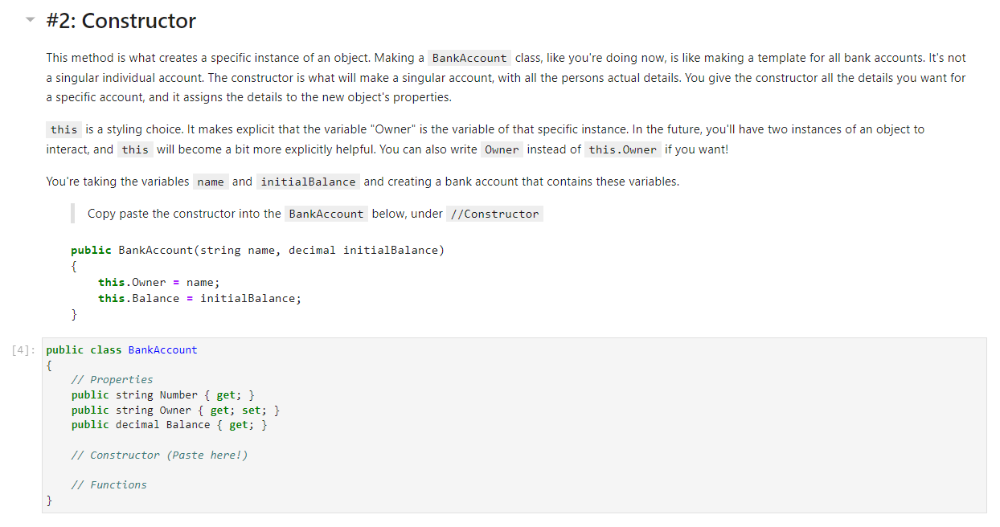 #2: Constructor
This method is what creates a specific instance of an object. Making a BankAccount class, like you're doing now, is like making a template for all bank accounts. It's not
a singular individual account. The constructor is what will make a singular account, with all the persons actual details. You give the constructor all the details you want for
a specific account, and it assigns the details to the new object's properties.
this is a styling choice. It makes explicit that the variable "Owner" is the variable of that specific instance. In the future, you'll have two instances of an object to
interact, and this will become a bit more explicitly helpful. You can also write Owner instead of this.Owner if you want!
You're taking the variables name and initialBalance and creating a bank account that contains these variables.
Copy paste the constructor into the BankAccount below, under //Constructor
public BankAccount(string name, decimal initialBalance)
{
    this.Owner = name;
    this.Balance = initialBalance;
}
[4]: public class BankAccount
{
    // Properties
    public string Number { get; }
    public string Owner { get; set; }
    public decimal Balance { get; }
    // Constructor (Paste here!)
    // Functions
}